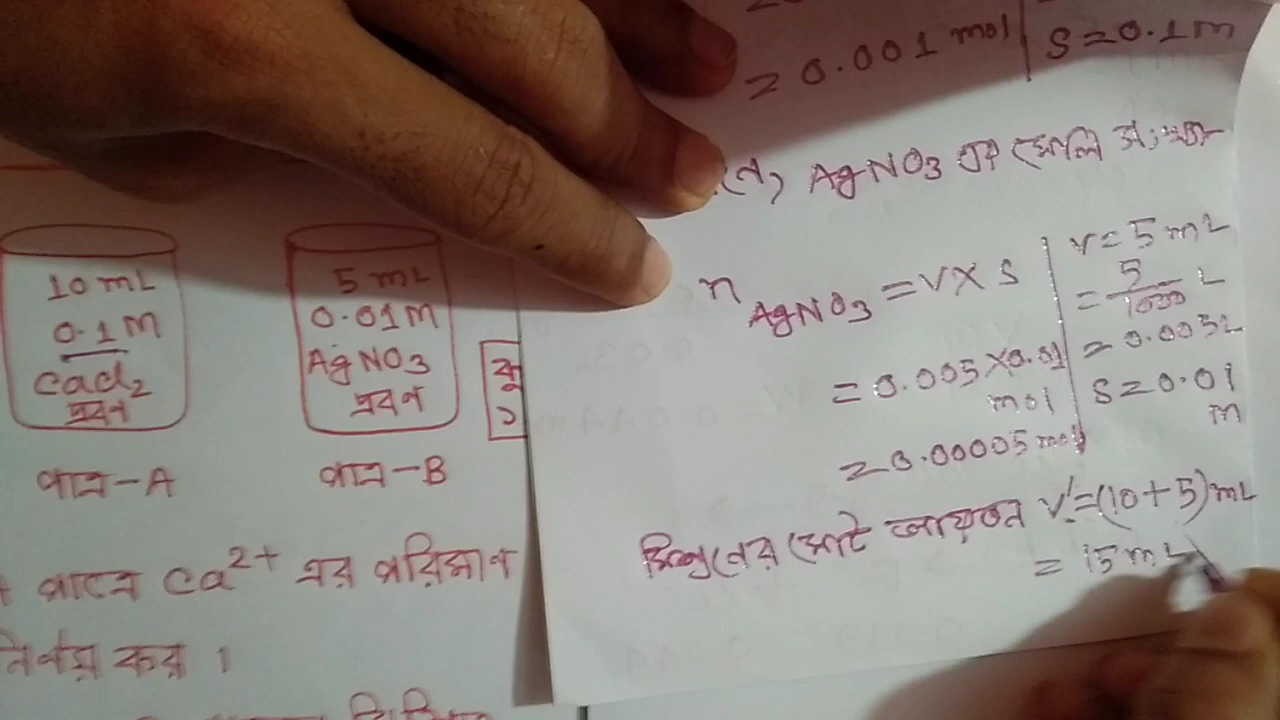 10 mL
0.1 M
CaCl2
দ্রবণ
পাত্র-A
5 mL
0.01 M
AgNO3
দ্রবণ
পাত্র-B
পাত্রে Ca2+ এর পরিমাণ
নির্ণয় কর ।
= 0.001 mol | S = 0.1 M
AgNO3 এর মোল সংখ্যা
n AgNO3 = V × S
= 0.005 × 0.01
mol
= 0.00005 mol
V = 5 mL
= 5/1000 L
= 0.005 L
S = 0.01
M
মিশ্রনের মোট আয়তন V' = (10 + 5) mL
= 15 mL